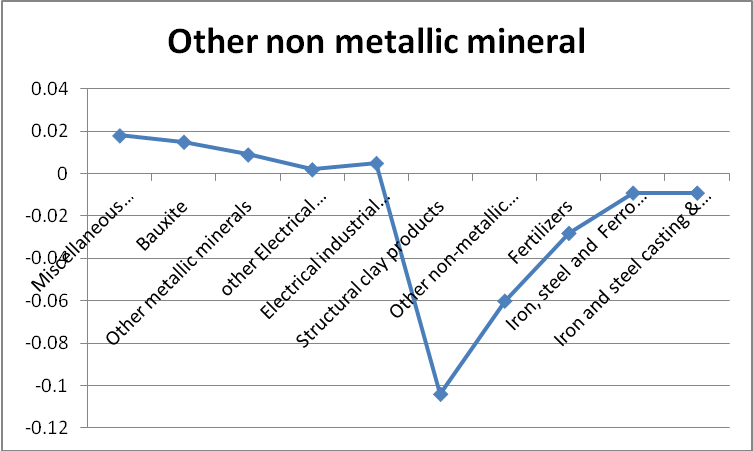 Other non metallic mineral
0.04
0.02
0
-0.02
-0.04
-0.06
-0.08
-0.1
-0.12
Miscellaneous...
Bauxite
Other metallic minerals
other Electrical...
Electrical industrial...
Structural clay products
Other non-metallic...
Fertilizers
Iron, steel and Ferro...
Iron and steel casting &...